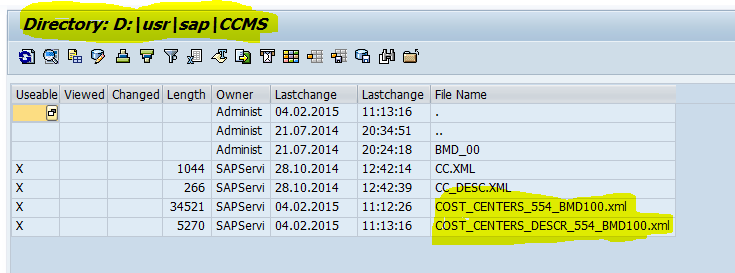 Directory: D:|usr|sap|CCMS
Useable Viewed Changed Length Owner Lastchange Lastchange File Name
Administ 04.02.2015 11:13:16 .
Administ 21.07.2014 20:34:51 ..
Administ 21.07.2014 20:24:18 BMD_00
X 1044 SAPServi 28.10.2014 12:42:14 CC.XML
X 266 SAPServi 28.10.2014 12:42:39 CC_DESC.XML
X 34521 SAPServi 04.02.2015 11:12:26 COST_CENTERS_554_BMD100.xml
X 5270 SAPServi 04.02.2015 11:13:16 COST_CENTERS_DESCR_554_BMD100.xml